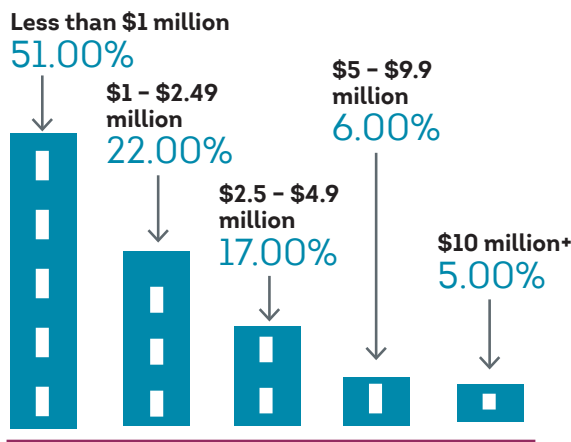 Less than $1 million
51.00%
$1 – $2.49
million
22.00%
$2.5 – $4.9
million
17.00%
$5 – $9.9
million
6.00%
$10 million+
5.00%